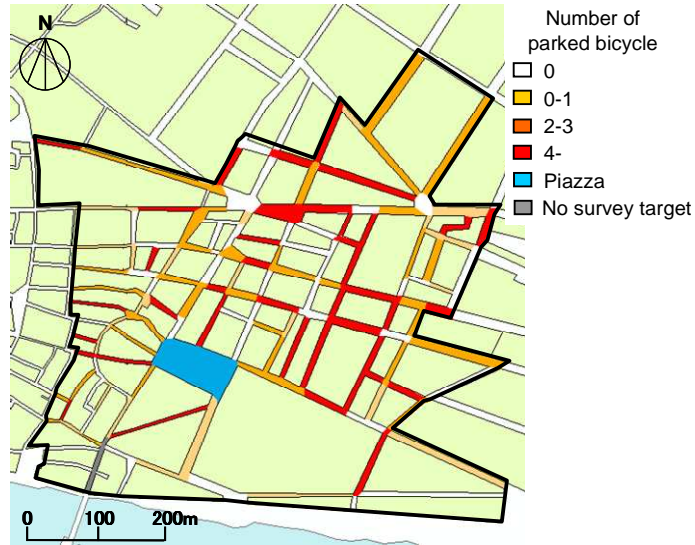 N
Number of
parked bicycle
0
0-1
2-3
4-
Piazza
No survey target
0 100 200m